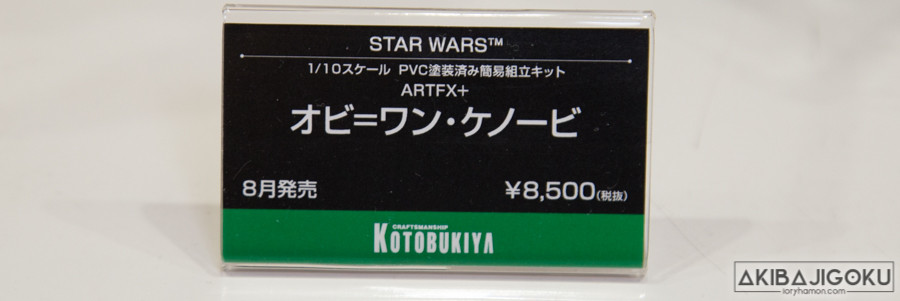 STAR WARS™
1/10スケール PVC塗装済み簡易組立キット
ARTFX+
オビ=ワン・ケノービ
8月発売 ¥8,500(税抜)
CRAFTSMANSHIP
KOTOBUKIYA
AKIBAJIGOKU
loryhamon.com